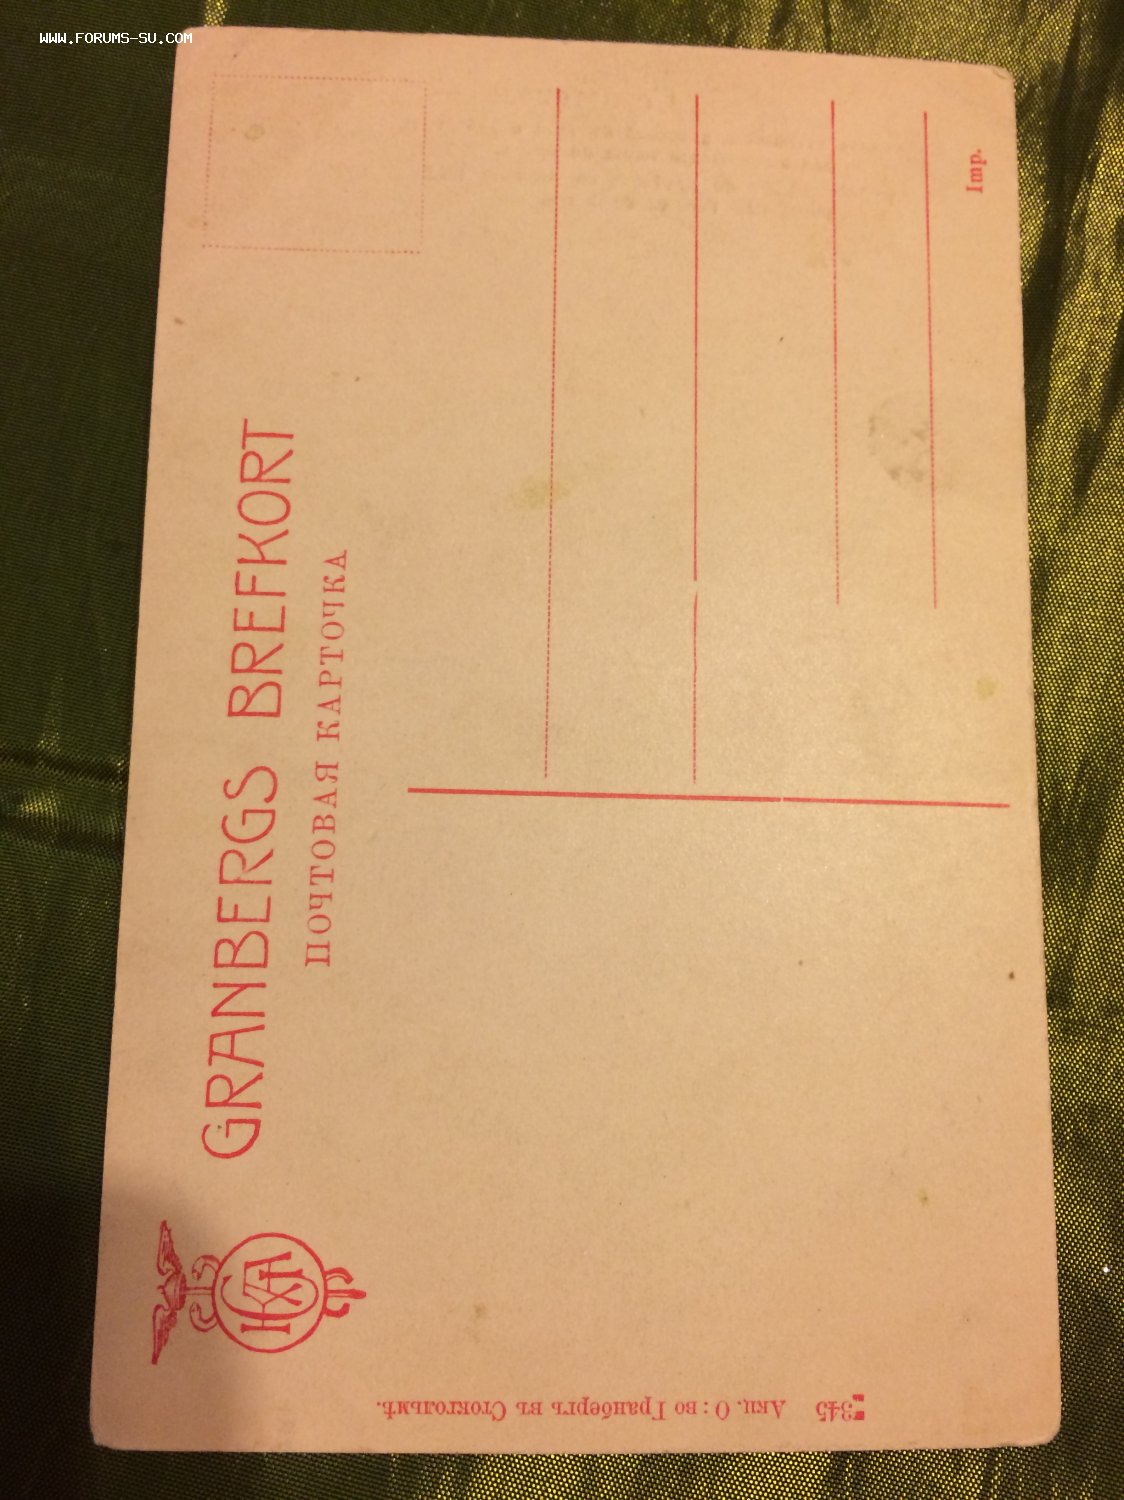 WWW.FORUMS-SU.COM
GRANBERGS BREFKORT
ПОЧТОВАЯ КАРТОЧКА
Imp.
345 Акц. О: во Гранбергъ въ Стокгольмѣ.